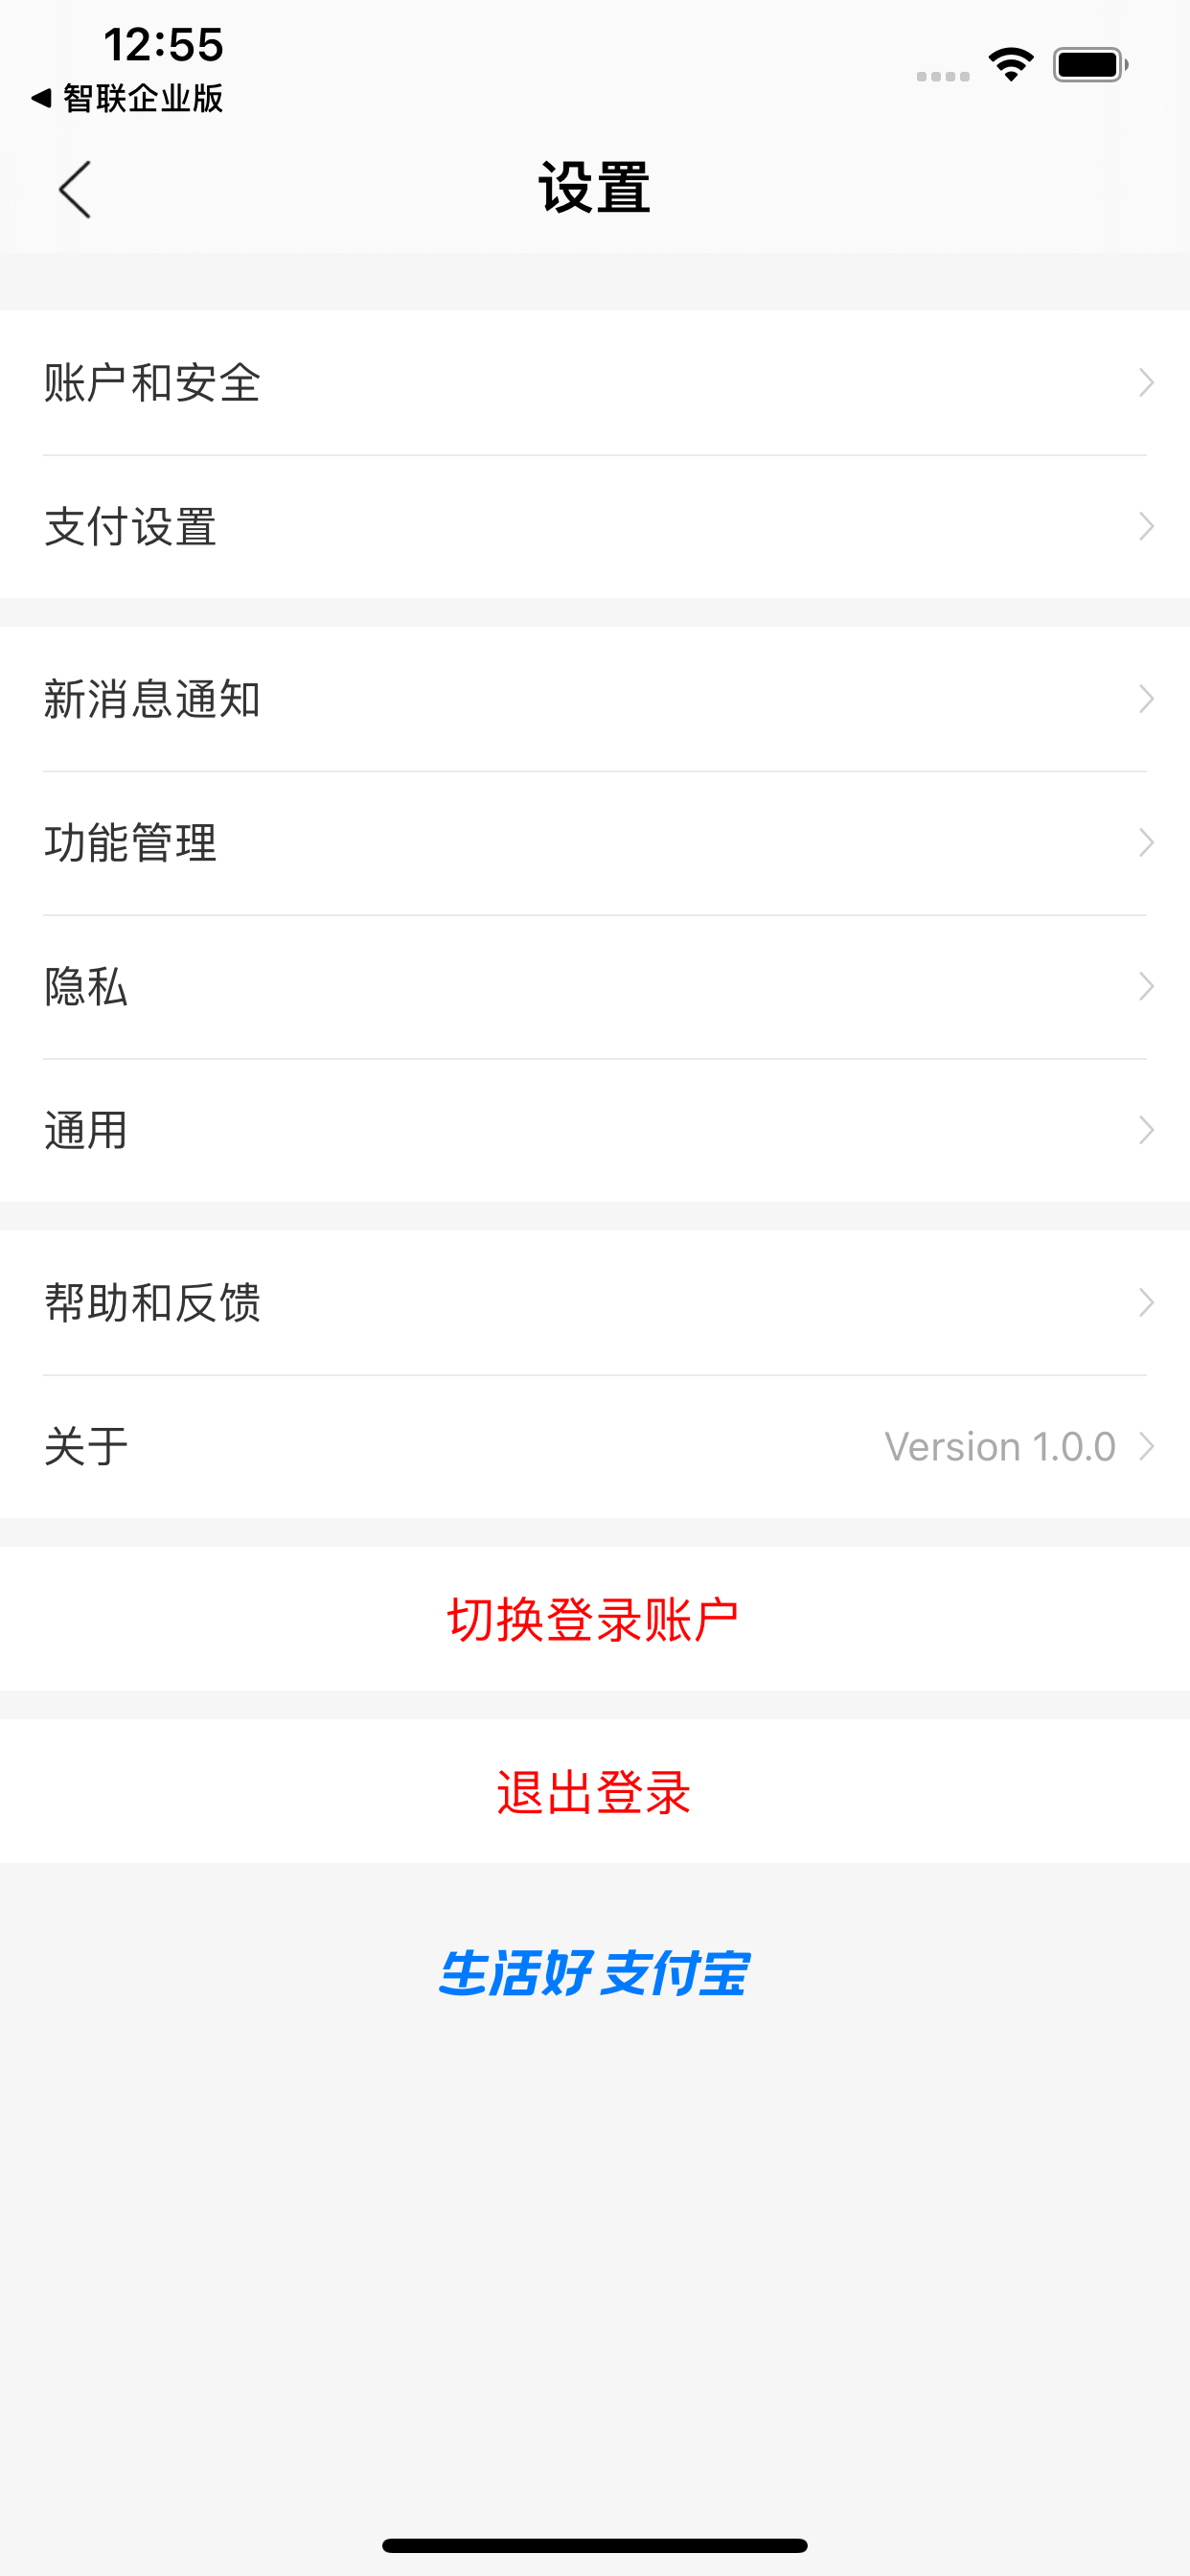 12:55
智联企业版
设置
账户和安全
支付设置
新消息通知
功能管理
隐私
通用
帮助和反馈
关于 Version 1.0.0
切换登录账户
退出登录
生活好 支付宝